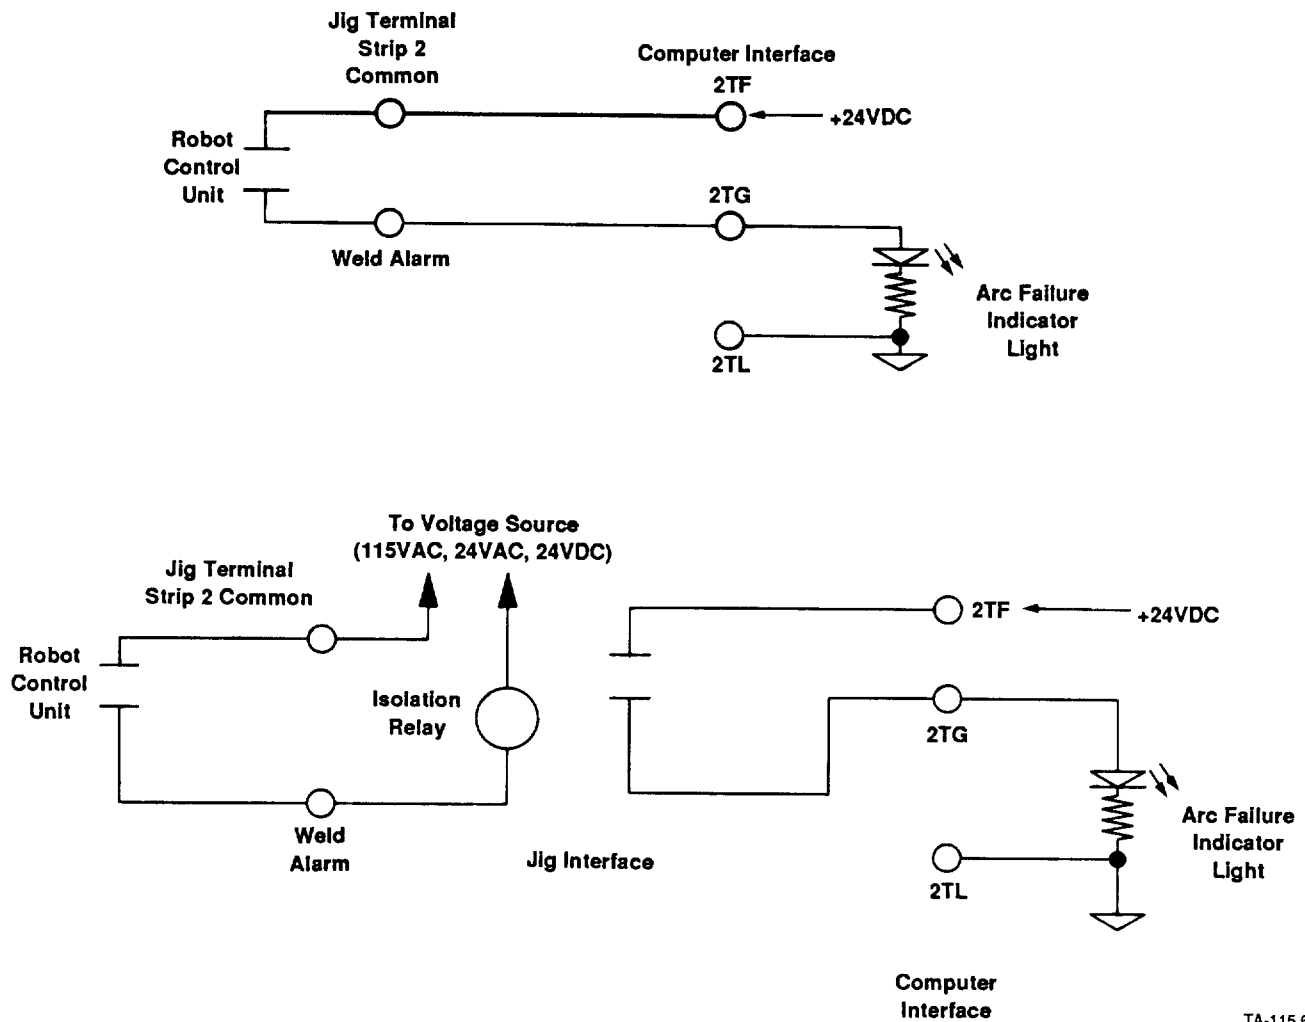 Jig Terminal
Strip 2
Common
Computer Interface
2TF
+24VDC
Robot
Control
Unit
2TG
Weld Alarm
Arc Failure
Indicator
Light
2TL
To Voltage Source
(115VAC, 24VAC, 24VDC)
Jig Terminal
Strip 2 Common
2TF
+24VDC
Robot
Control
Unit
Isolation
Relay
2TG
Weld
Alarm
Jig Interface
Arc Failure
Indicator
Light
2TL
Computer
Interface